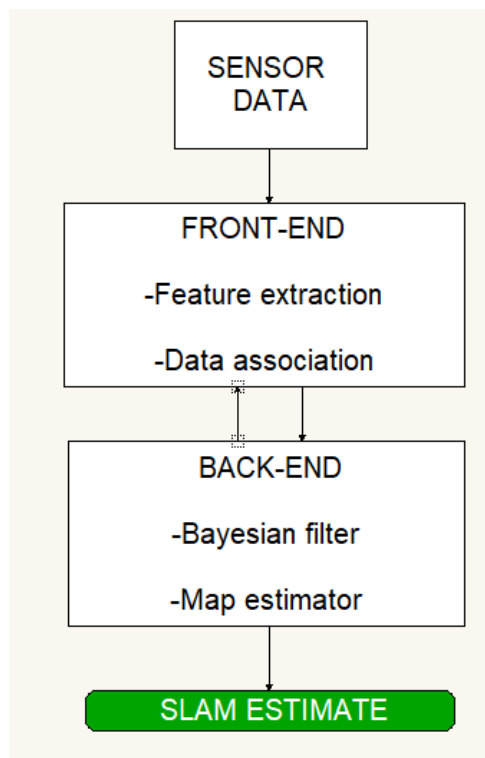 SENSOR
DATA
FRONT-END
-Feature extraction
-Data association
BACK-END
-Bayesian filter
-Map estimator
SLAM ESTIMATE